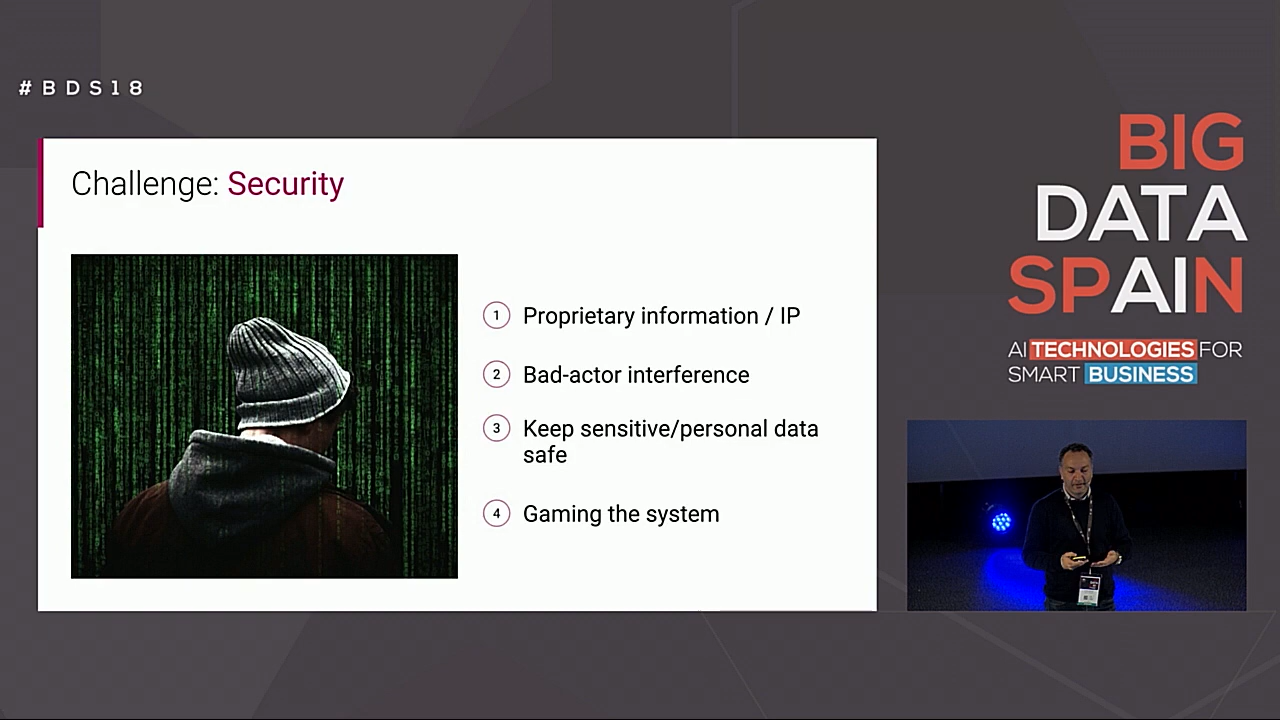 #BDS18
Challenge: Security
1 Proprietary information / IP
2 Bad-actor interference
3 Keep sensitive/personal data
safe
4 Gaming the system
BIG
DATA
SPAIN
AI TECHNOLOGIES FOR
SMART BUSINESS